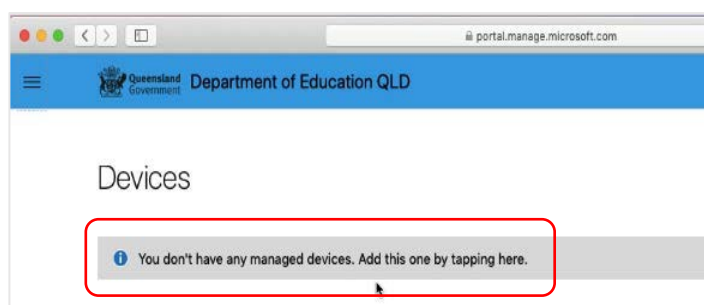 portal.manage.microsoft.com
Queensland Government Department of Education QLD
Devices
You don't have any managed devices. Add this one by tapping here.